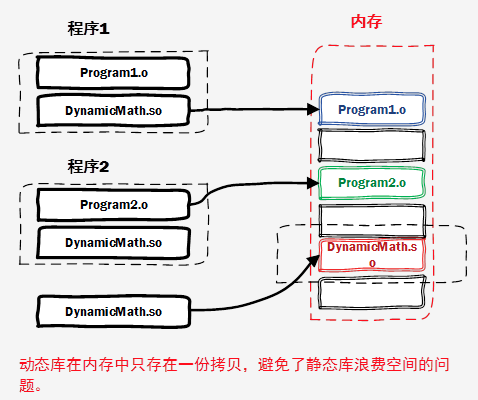 程序1
Program1.o
DynamicMath.so
程序2
Program2.o
DynamicMath.so
DynamicMath.so
内存
Program1.o
Program2.o
DynamicMath.s
o
动态库在内存中只存在一份拷贝，避免了静态库浪费空间的问
题。